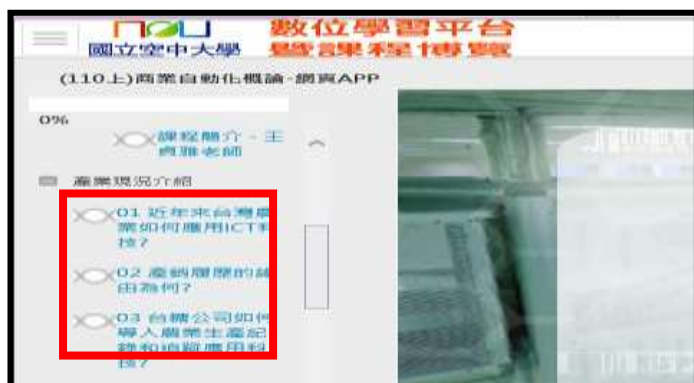 nou 數位學習平台
國立空中大學 暨課程博覽
(110上)商業自動化概論-網頁APP
0%
課程簡介 - 王
貞雅老師
產業現況介紹
01 近年來台灣農
業如何應用ICT科
技?
02 產銷履歷的緣
由為何?
03 台糖公司如何
導入農業生產紀
錄和追蹤應用科
技?